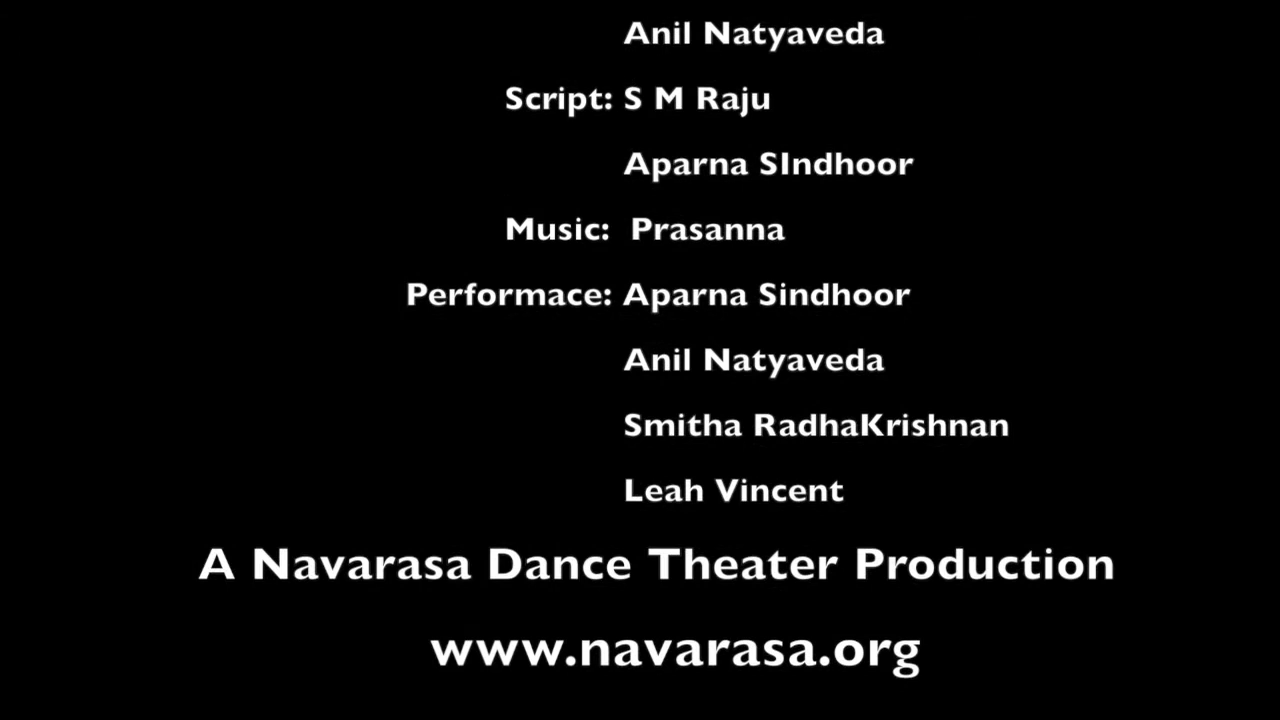 Anil Natyaveda
Script: S M Raju
Aparna SIndhoor
Music: Prasanna
Performace: Aparna Sindhoor
Anil Natyaveda
Smitha RadhaKrishnan
Leah Vincent
A Navarasa Dance Theater Production
www.navarasa.org